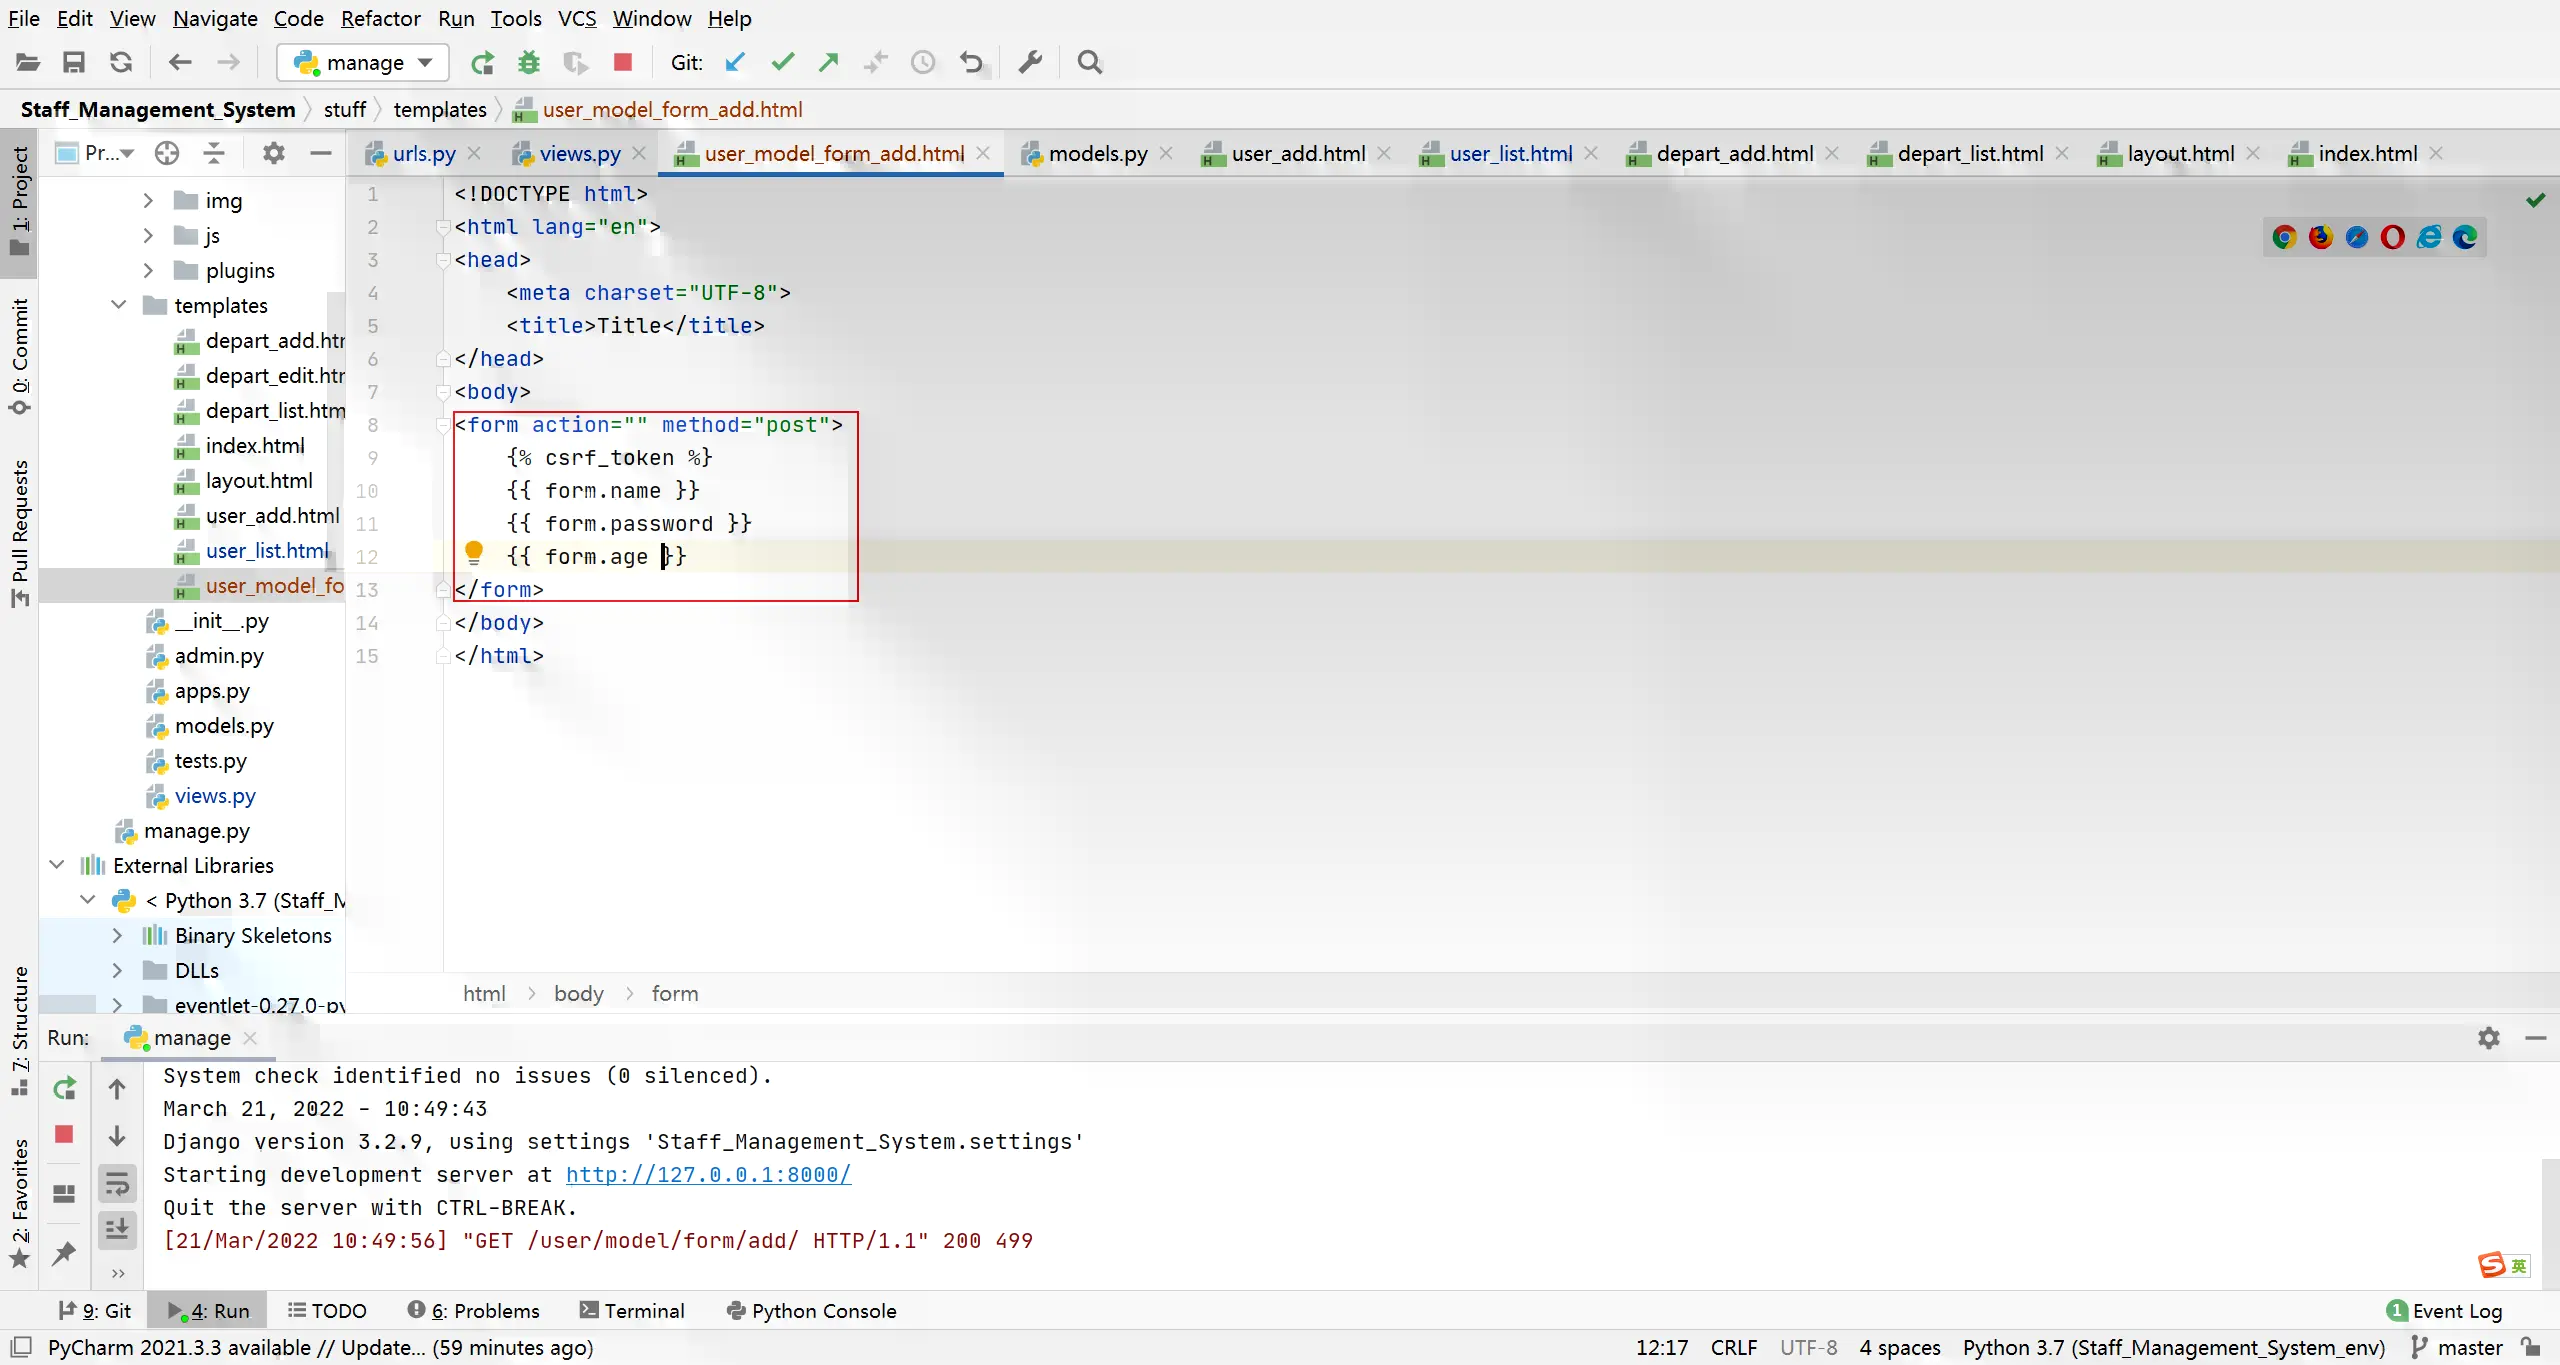 File Edit View Navigate Code Refactor Run Tools VCS Window Help
manage Git:
Staff_Management_System stuff templates user_model_form_add.html
1: Project
0: Commit
Pull Requests
7: Structure
2: Favorites
Pr...
urls.py views.py user_model_form_add.html models.py user_add.html user_list.html depart_add.html depart_list.html layout.html index.html
img
js
plugins
templates
depart_add.htm
depart_edit.htm
depart_list.htm
index.html
layout.html
user_add.html
user_list.html
user_model_fo
__init__.py
admin.py
apps.py
models.py
tests.py
views.py
manage.py
External Libraries
< Python 3.7 (Staff_M
Binary Skeletons
DLLs
eventlet-0.27.0-py
1 <!DOCTYPE html>
2 <html lang="en">
3 <head>
4 <meta charset="UTF-8">
5 <title>Title</title>
6 </head>
7 <body>
8 <form action="" method="post">
9 {% csrf_token %}
10 {{ form.name }}
11 {{ form.password }}
12 {{ form.age }}
13 </form>
14 </body>
15 </html>
html body form
Run: manage
System check identified no issues (0 silenced).
March 21, 2022 - 10:49:43
Django version 3.2.9, using settings 'Staff_Management_System.settings'
Starting development server at http://127.0.0.1:8000/
Quit the server with CTRL-BREAK.
[21/Mar/2022 10:49:56] "GET /user/model/form/add/ HTTP/1.1" 200 499
S 英
9: Git 4: Run TODO 6: Problems Terminal Python Console 1 Event Log
PyCharm 2021.3.3 available // Update... (59 minutes ago) 12:17 CRLF UTF-8 4 spaces Python 3.7 (Staff_Management_System_env) master